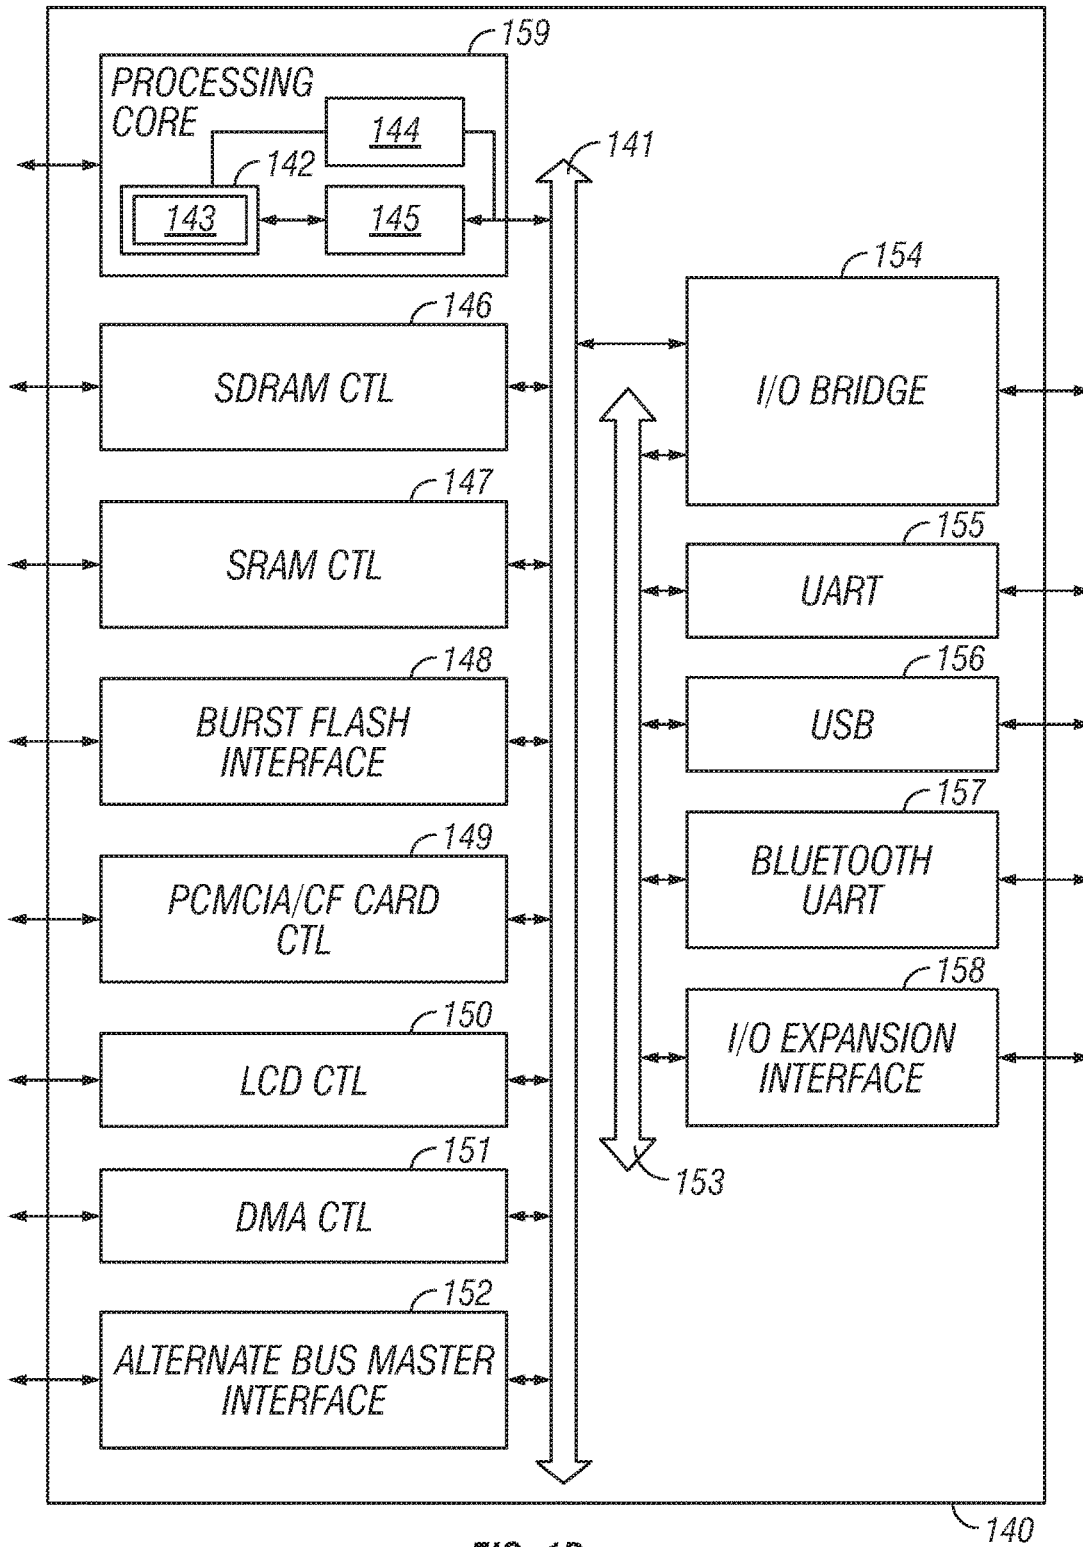 159
PROCESSING
CORE
144
142
143
145
141
154
I/O BRIDGE
146
SDRAM CTL
147
SRAM CTL
155
UART
148
BURST FLASH
INTERFACE
156
USB
157
BLUETOOTH
UART
149
PCMCIA/CF CARD
CTL
158
I/O EXPANSION
INTERFACE
150
LCD CTL
151
DMA CTL
153
152
ALTERNATE BUS MASTER
INTERFACE
140